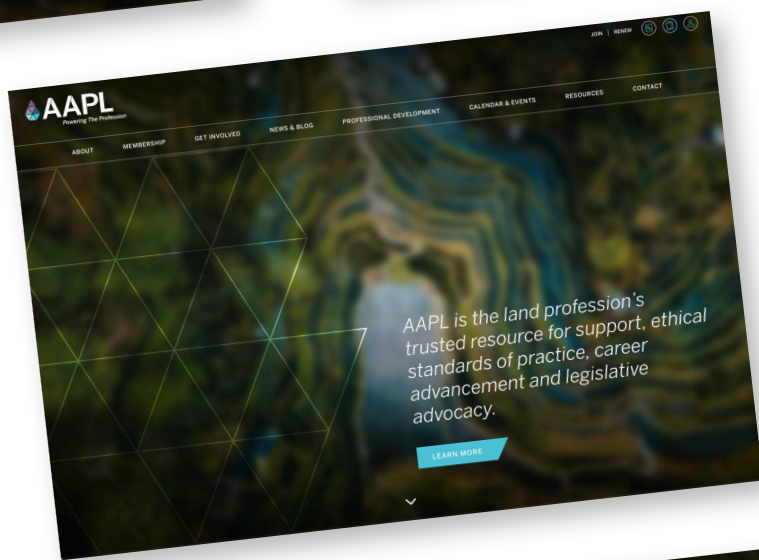 JOIN | RENEW
AAPL
Powering The Profession
ABOUT MEMBERSHIP GET INVOLVED NEWS & BLOG PROFESSIONAL DEVELOPMENT CALENDAR & EVENTS RESOURCES CONTACT
AAPL is the land profession's
trusted resource for support, ethical
standards of practice, career
advancement and legislative
advocacy.
LEARN MORE